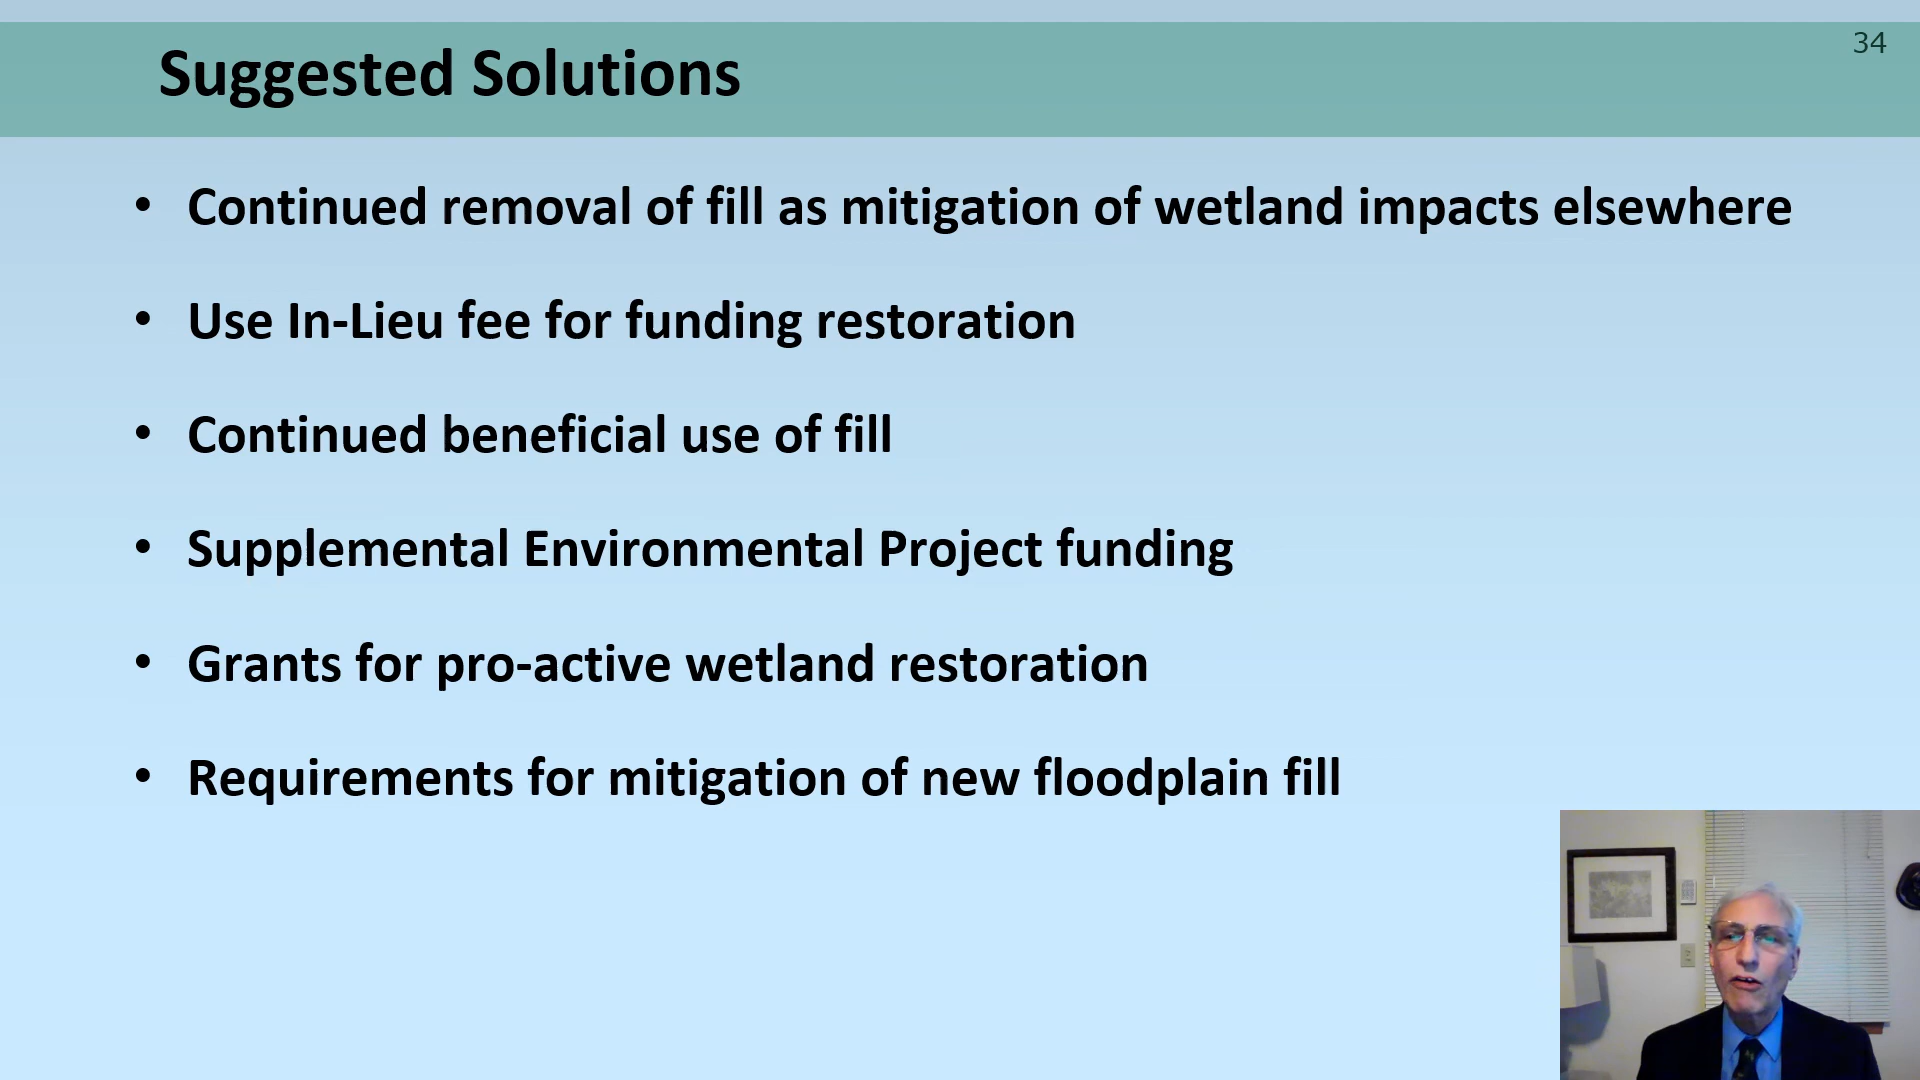 34
Suggested Solutions
• Continued removal of fill as mitigation of wetland impacts elsewhere
• Use In-Lieu fee for funding restoration
• Continued beneficial use of fill
• Supplemental Environmental Project funding
• Grants for pro-active wetland restoration
• Requirements for mitigation of new floodplain fill